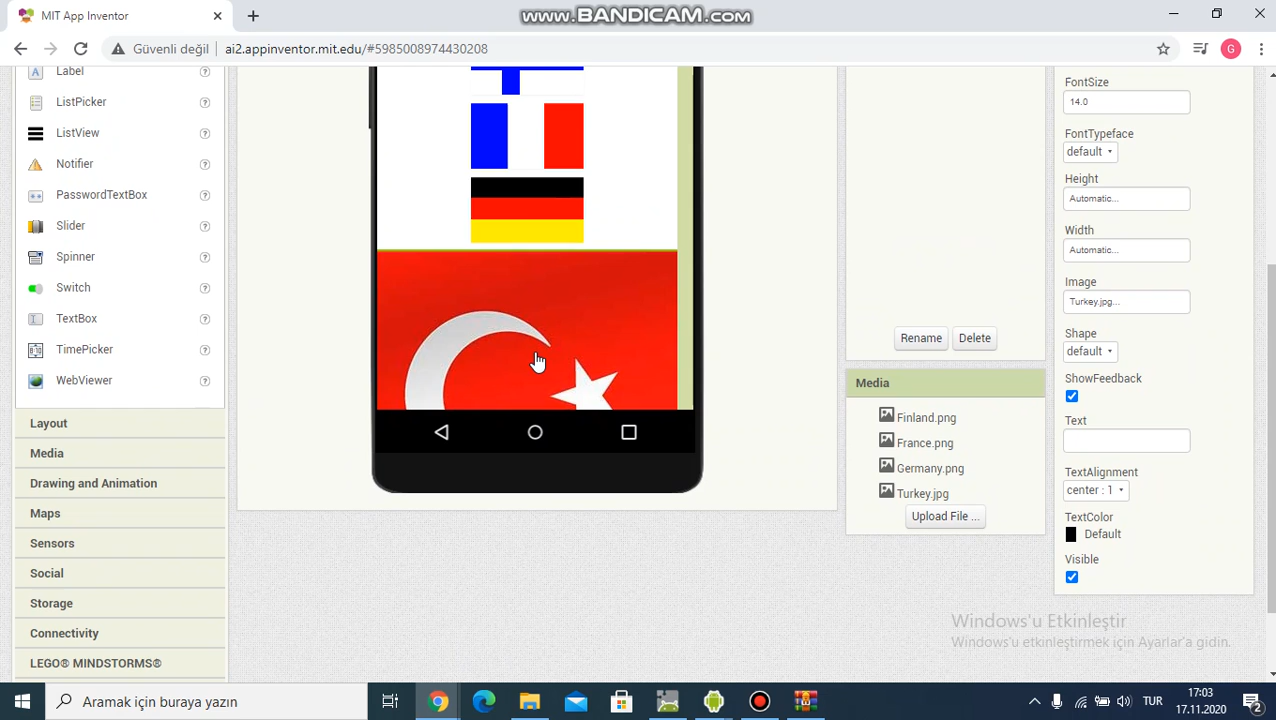 www.BANDICAM.com
MIT App Inventor
Güvenli değil
ai2.appinventor.mit.edu/#5985008974430208
G
Label
ListPicker
ListView
Notifier
PasswordTextBox
Slider
Spinner
Switch
TextBox
TimePicker
WebViewer
Layout
Media
Drawing and Animation
Maps
Sensors
Social
Storage
Connectivity
LEGO® MINDSTORMS®
Rename
Delete
Media
Finland.png
France.png
Germany.png
Turkey.jpg
Upload File ...
FontSize
14.0
FontTypeface
default
Height
Automatic...
Width
Automatic...
Image
Turkey.jpg...
Shape
default
ShowFeedback
Text
TextAlignment
center : 1
TextColor
Default
Visible
Windows'u Etkinleştir
Windows'u etkinleştirmek için Ayarlar'a gidin.
Aramak için buraya yazın
TUR
17:03
17.11.2020
2